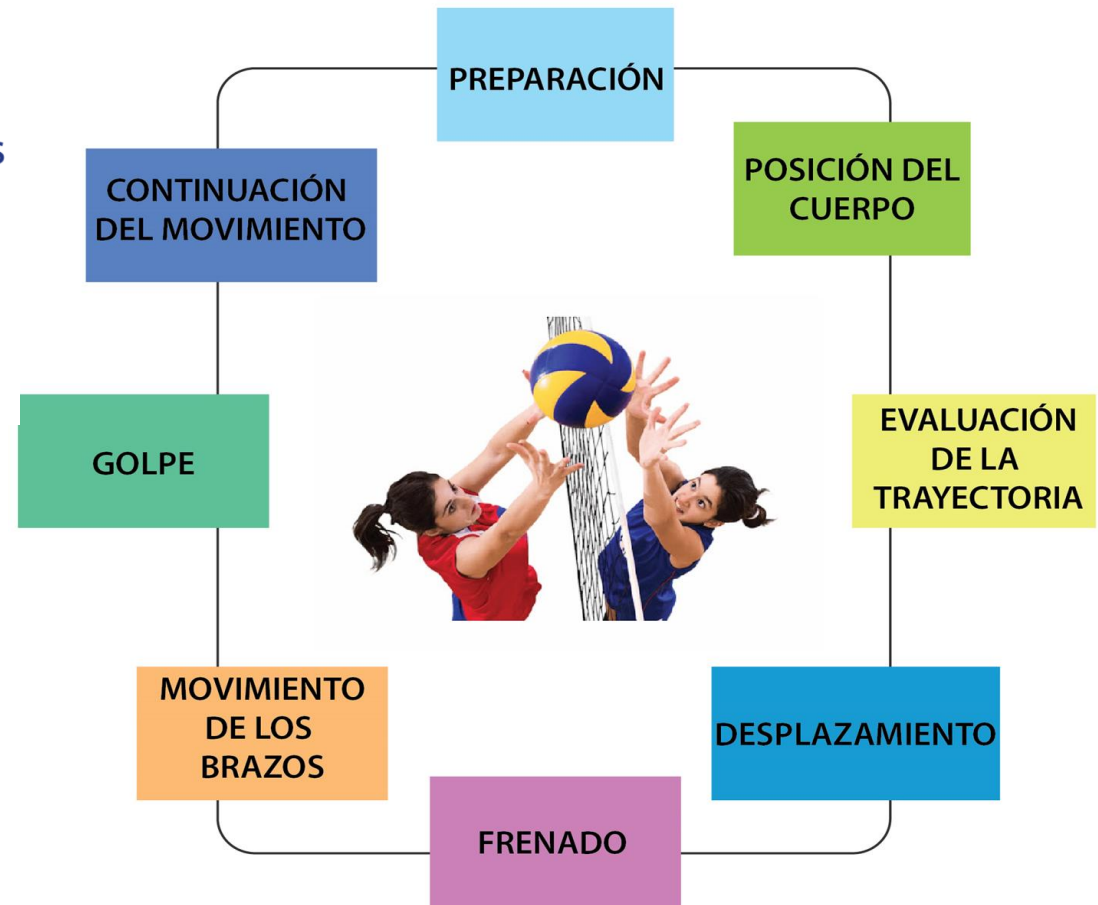 PREPARACIÓN
POSICIÓN DEL
CUERPO
EVALUACIÓN
DE LA
TRAYECTORIA
DESPLAZAMIENTO
FRENADO
MOVIMIENTO
DE LOS
BRAZOS
GOLPE
CONTINUACIÓN
DEL MOVIMIENTO